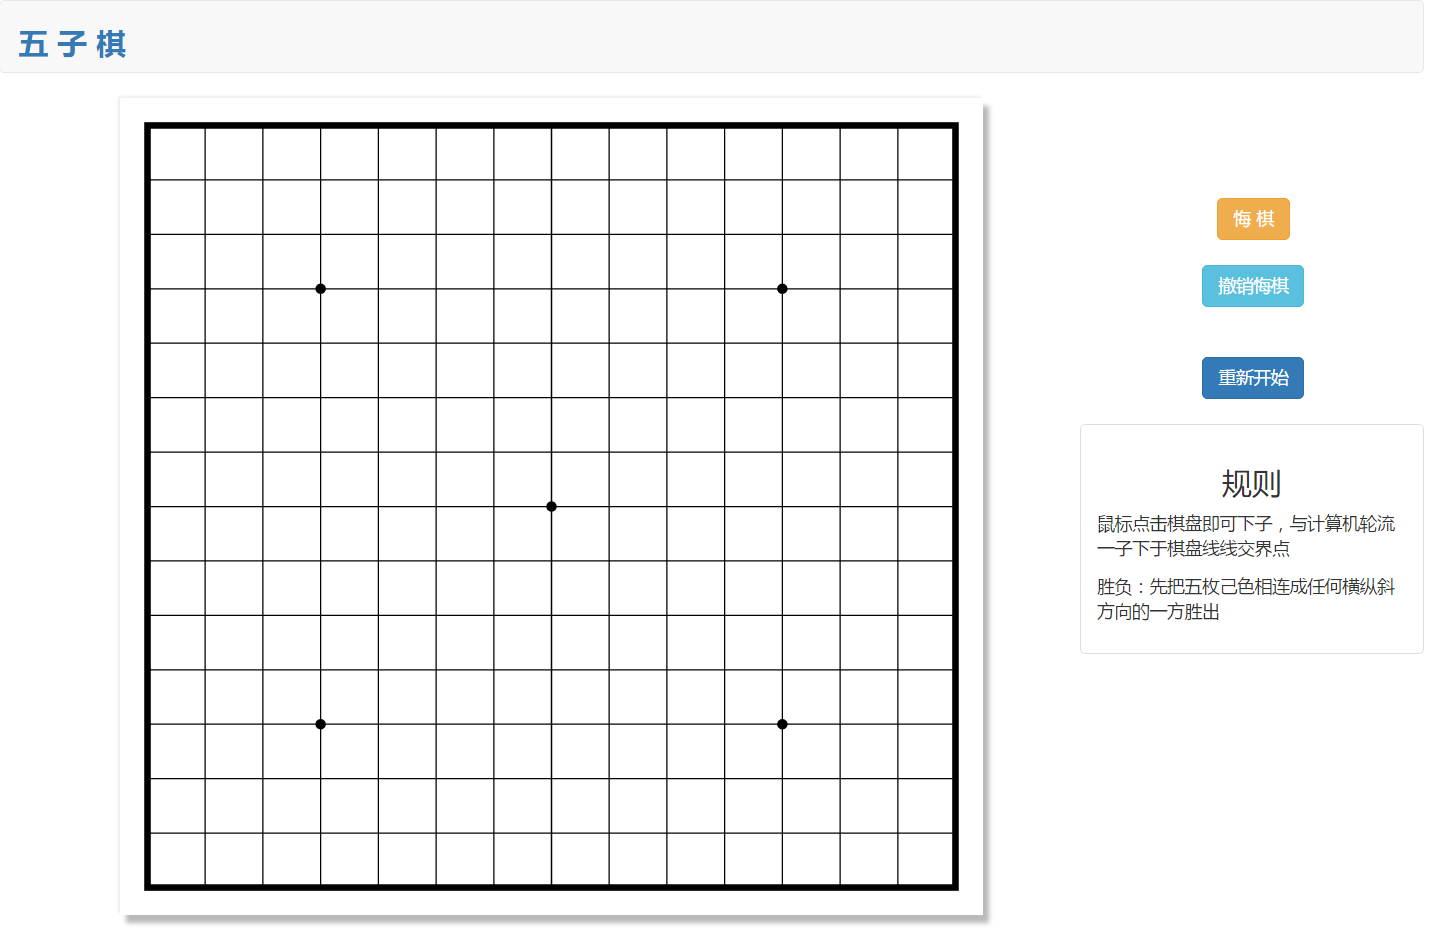 五 子 棋
悔 棋
撤销悔棋
重新开始
规则
鼠标点击棋盘即可下子，与计算机轮流
一子下于棋盘线线交界点
胜负：先把五枚己色相连成任何横纵斜
方向的一方胜出